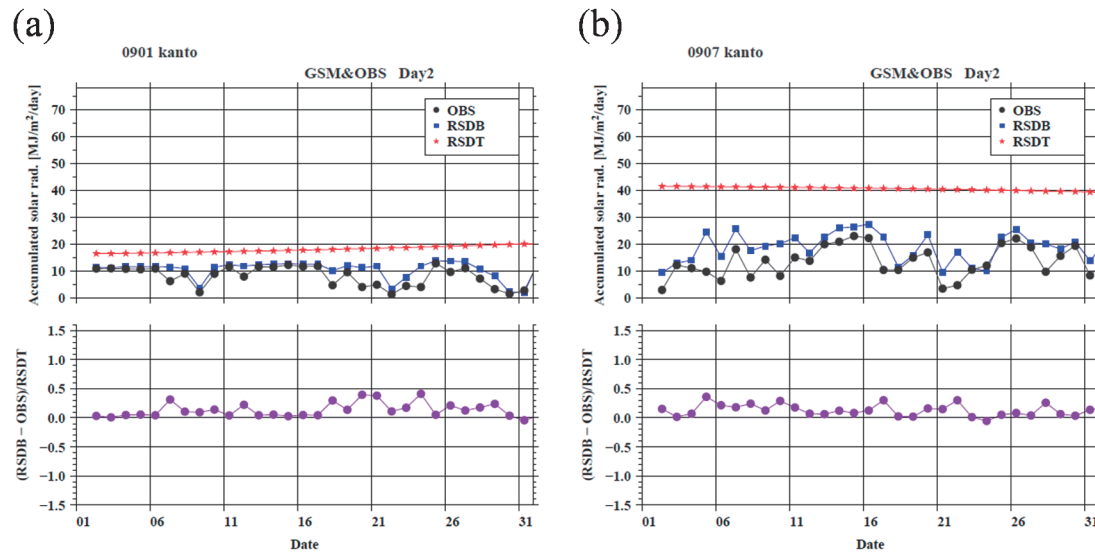 (a)
0901 kanto
GSM&OBS Day2
Accumulated solar rad. [MJ/m²/day]
70
60
50
40
30
20
10
0
OBS
RSDB
RSDT
(RSDB − OBS)/RSDT
1.5
1.0
0.5
0.0
−0.5
−1.0
−1.5
01 06 11 16 21 26 31
Date
(b)
0907 kanto
GSM&OBS Day2
Accumulated solar rad. [MJ/m²/day]
70
60
50
40
30
20
10
0
OBS
RSDB
RSDT
(RSDB − OBS)/RSDT
1.5
1.0
0.5
0.0
−0.5
−1.0
−1.5
01 06 11 16 21 26 31
Date